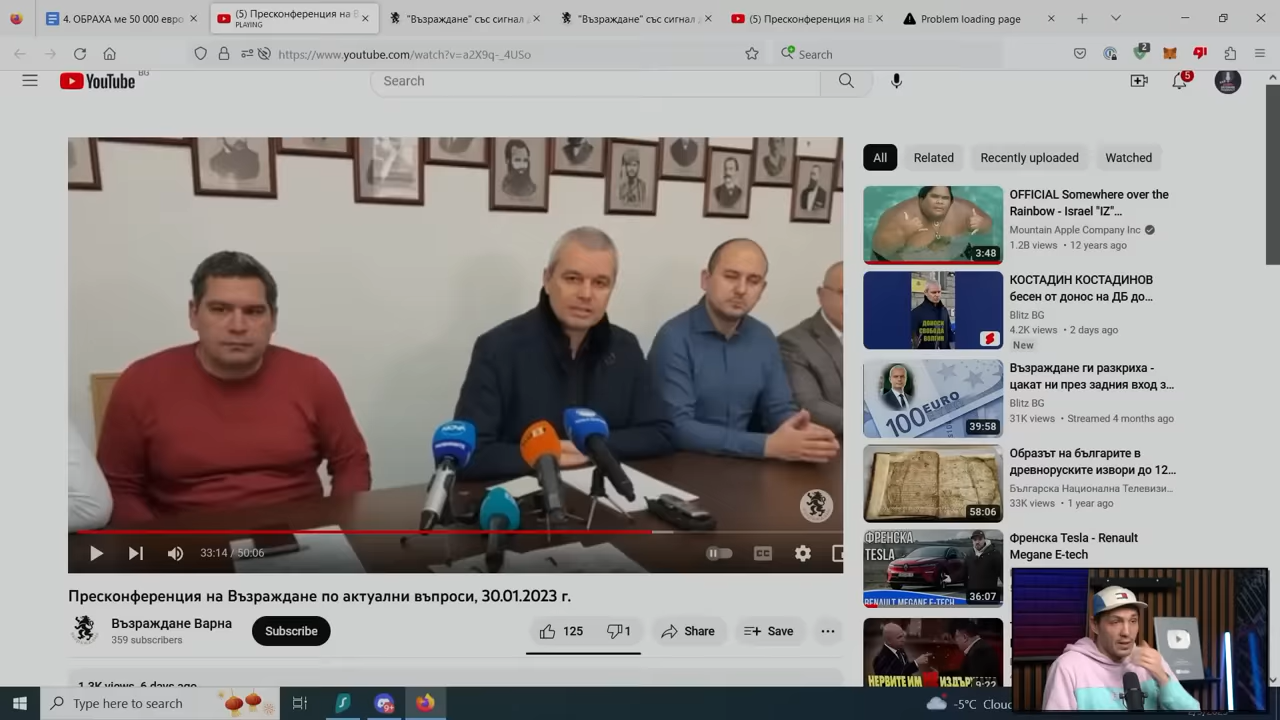 ОБРАХА ме 50 000 евро
(5) Пресконференция на В
PLAYING
"Възраждане" със сигнал
"Възраждане" със сигнал
(5) Пресконференция на В
Problem loading page
https://www.youtube.com/watch?v=a2X9q-_4USo
Search
2
YouTube
BG
Search
5
All
Related
Recently uploaded
Watched
OFFICIAL Somewhere over the
Rainbow - Israel "IZ"...
Mountain Apple Company Inc
1.2B views • 12 years ago
3:48
КОСТАДИН КОСТАДИНОВ
бесен от донос на ДБ до...
Blitz BG
4.2K views • 2 days ago
New
Възраждане ги разкриха -
цакат ни през задния вход з...
Blitz BG
31K views • Streamed 4 months ago
100 EURO
39:58
Образът на българите в
древноруските извори до 12...
Българска Национална Телевизи...
33K views • 1 year ago
58:06
ФРЕНСКА
TESLA
RENAULT MEGANE E-TECH
36:07
Френска Tesla - Renault
Megane E-tech
НЕРВИТЕ ИМ
9:22
NOVA
33:14 / 50:06
CC
Пресконференция на Възраждане по актуални въпроси, 30.01.2023 г.
Възраждане Варна
359 subscribers
Subscribe
125
1
Share
Save
1.3K views 6 days ago
Type here to search
-5°C